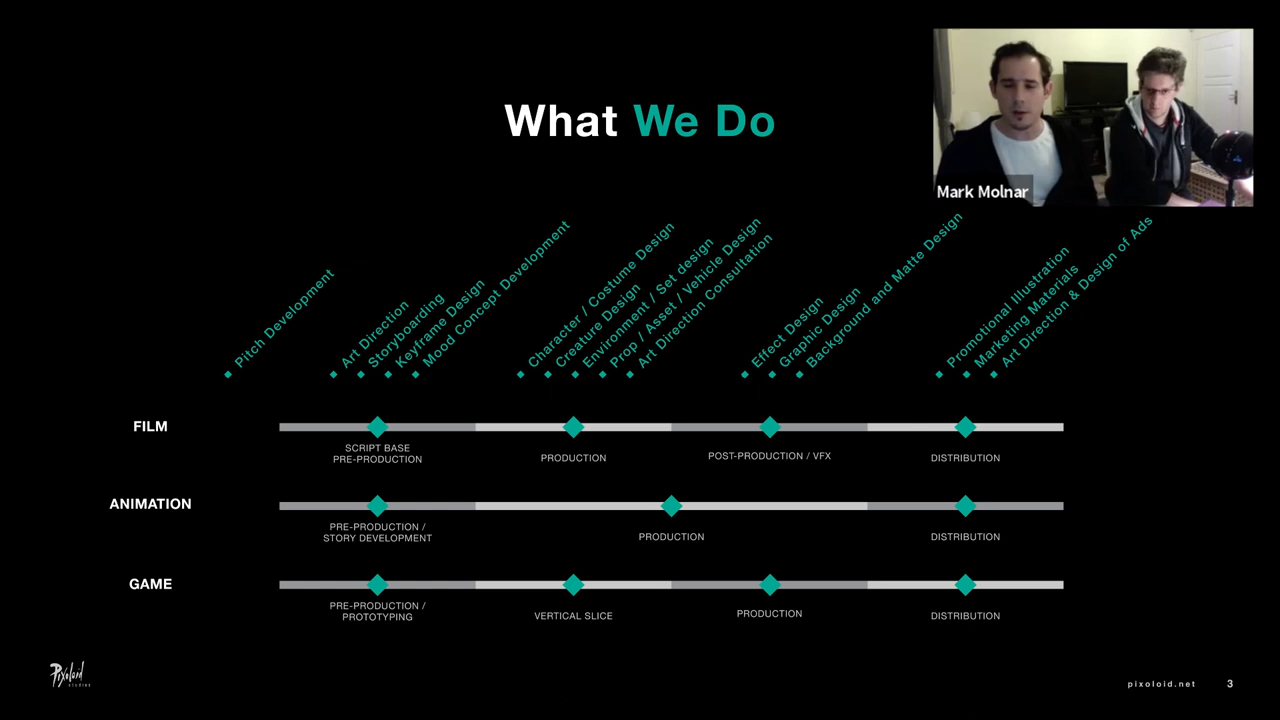 What We Do
Mark Molnar
Pitch Development
Art Direction
Storyboarding
Keyframe Design
Mood Concept Development
Character / Costume Design
Creature Design
Environment / Set design
Prop / Asset / Vehicle Design
Art Direction Consultation
Effect Design
Graphic Design
Background and Matte Design
Promotional Illustration
Marketing Materials
Art Direction & Design of Ads
FILM
SCRIPT BASE
PRE-PRODUCTION
PRODUCTION
POST-PRODUCTION / VFX
DISTRIBUTION
ANIMATION
PRE-PRODUCTION /
STORY DEVELOPMENT
PRODUCTION
DISTRIBUTION
GAME
PRE-PRODUCTION /
PROTOTYPING
VERTICAL SLICE
PRODUCTION
DISTRIBUTION
Pixoloid
STUDIOS
pixoloid.net
3